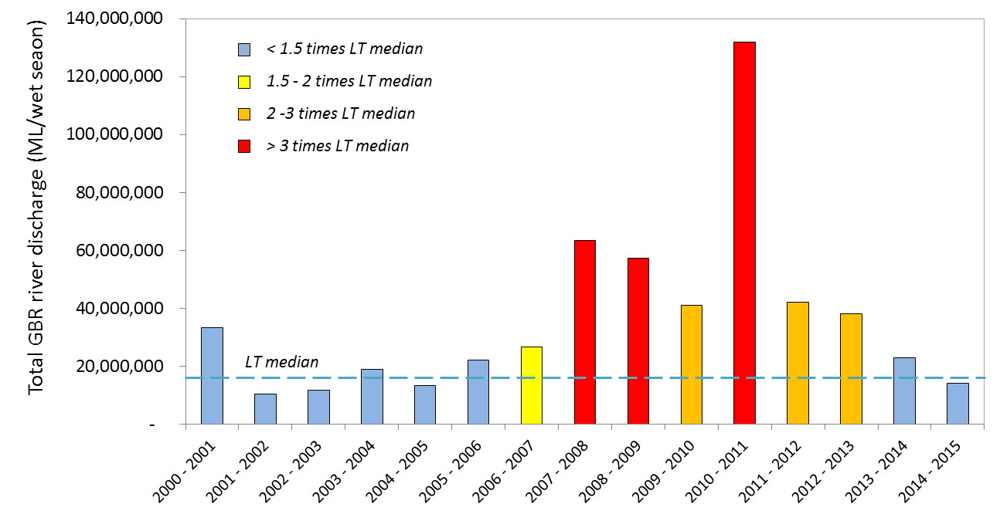 Total GBR river discharge (ML/wet seaon)
140,000,000
120,000,000
100,000,000
80,000,000
60,000,000
40,000,000
20,000,000
-
< 1.5 times LT median
1.5 - 2 times LT median
2 -3 times LT median
> 3 times LT median
LT median
2000 - 2001
2001 - 2002
2002 - 2003
2003 - 2004
2004 - 2005
2005 - 2006
2006 - 2007
2007 - 2008
2008 - 2009
2009 - 2010
2010 - 2011
2011 - 2012
2012 - 2013
2013 - 2014
2014 - 2015